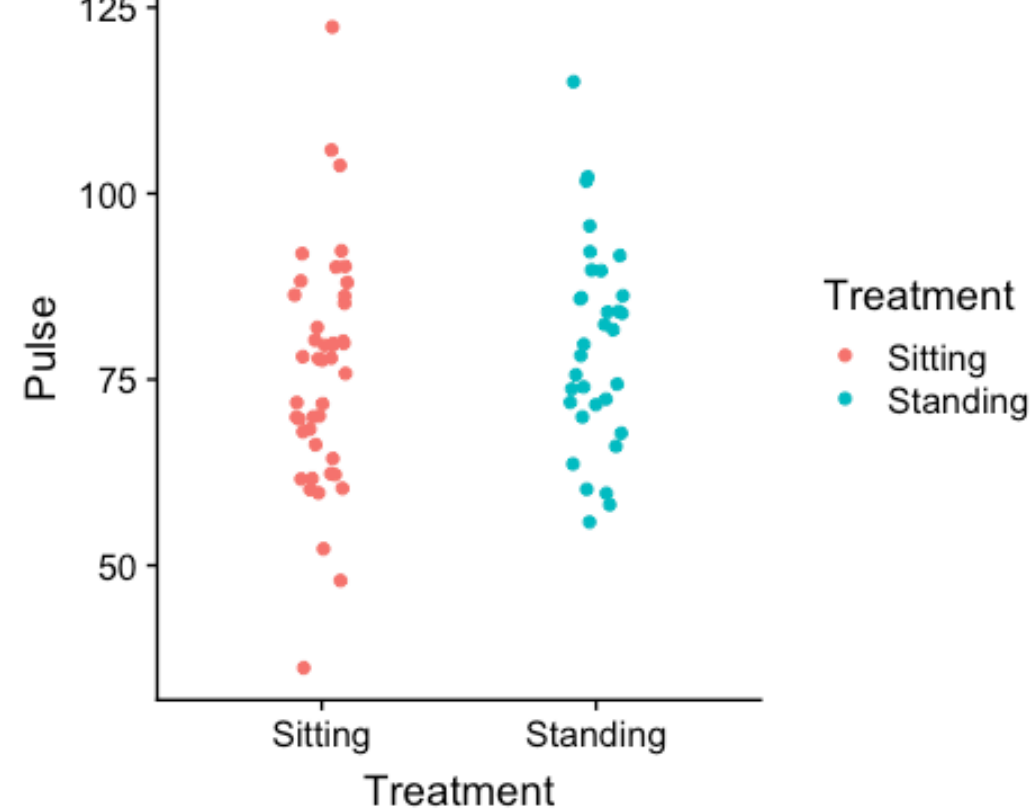 125
100
75
50
Pulse
Sitting
Standing
Treatment
Treatment
Sitting
Standing